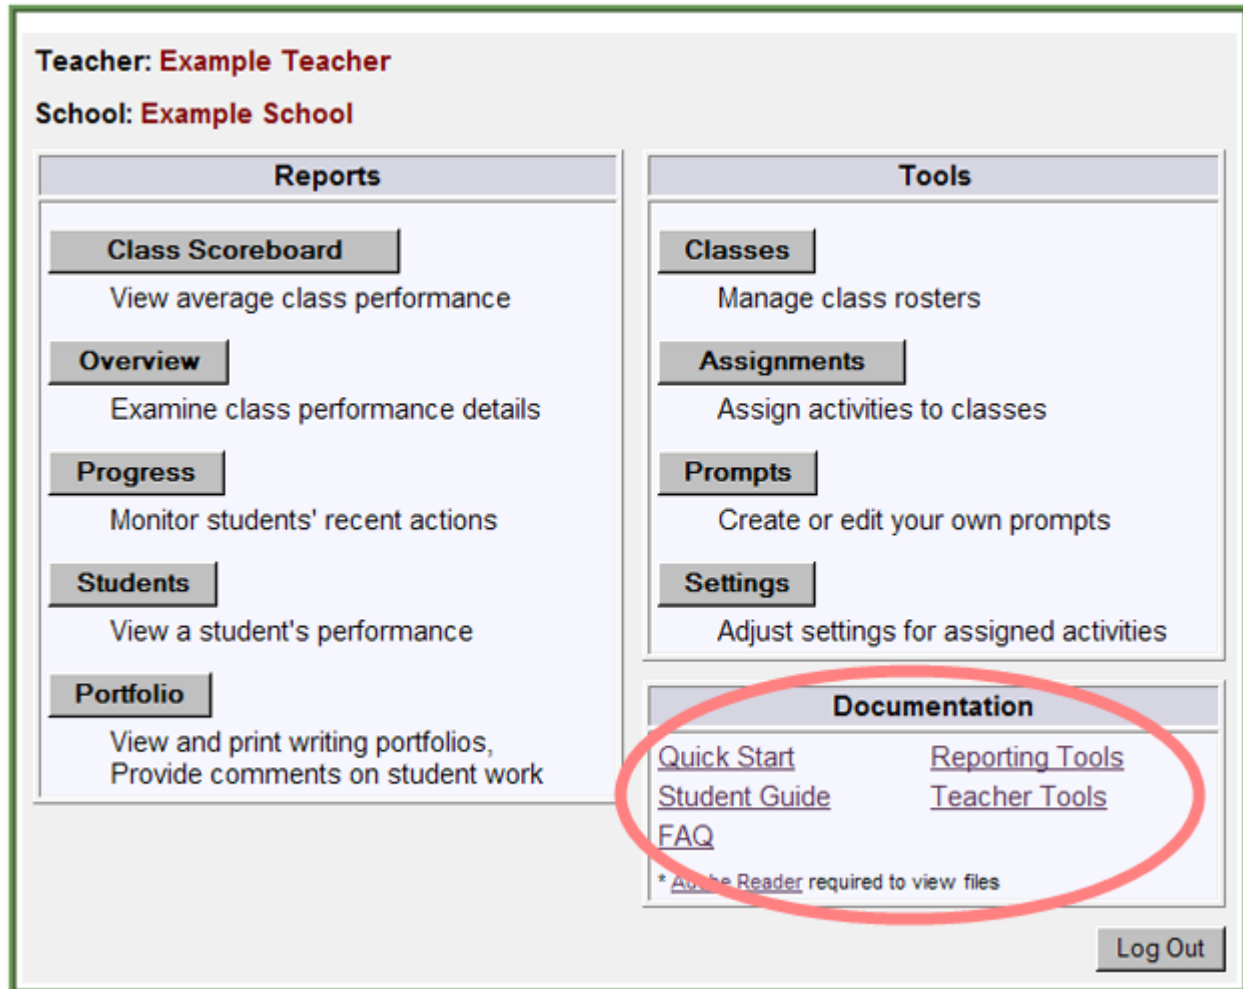 Teacher: Example Teacher
School: Example School
Reports
Class Scoreboard
View average class performance
Overview
Examine class performance details
Progress
Monitor students' recent actions
Students
View a student's performance
Portfolio
View and print writing portfolios,
Provide comments on student work
Tools
Classes
Manage class rosters
Assignments
Assign activities to classes
Prompts
Create or edit your own prompts
Settings
Adjust settings for assigned activities
Documentation
Quick Start Reporting Tools
Student Guide Teacher Tools
FAQ
* Adobe Reader required to view files
Log Out